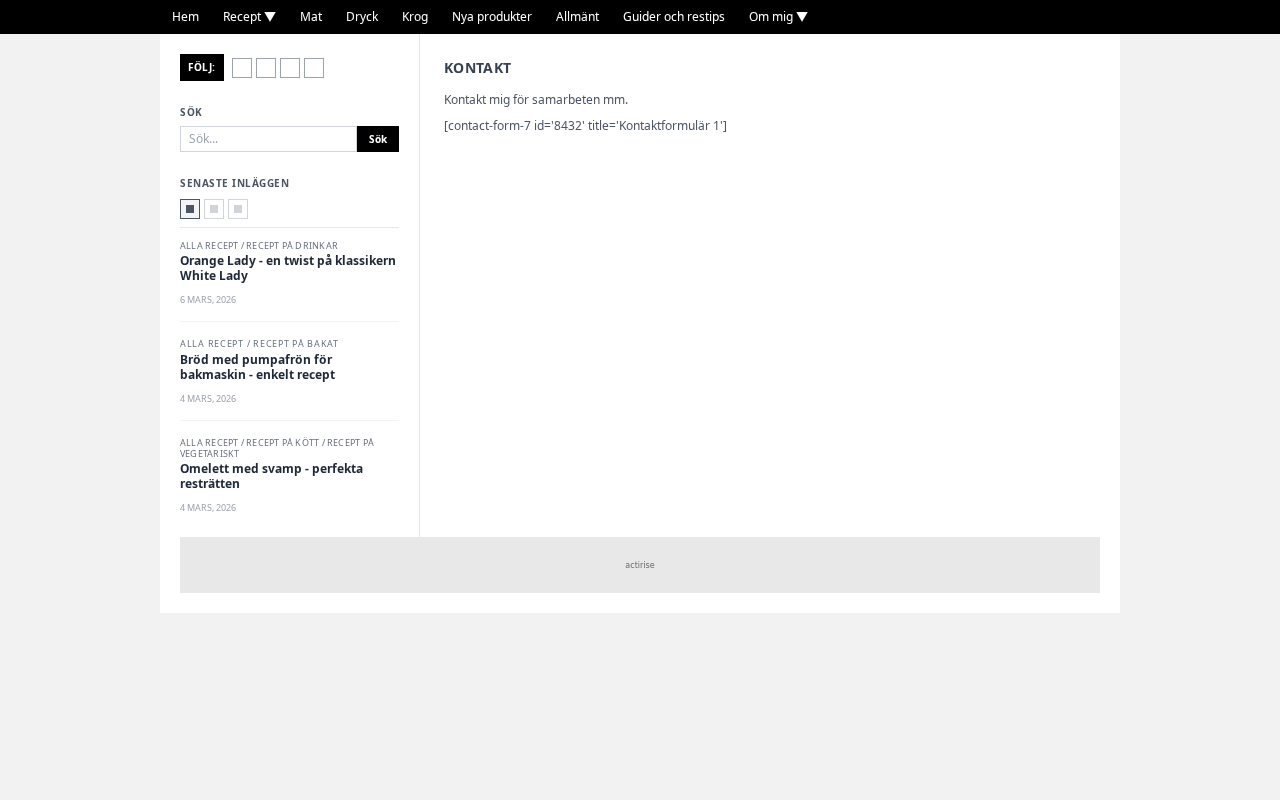 Hem Recept ▼ Mat Dryck Krog Nya produkter Allmänt Guider och restips Om mig ▼
FÖLJ:
SÖK
Sök...
Sök
SENASTE INLÄGGEN
ALLA RECEPT / RECEPT PÅ DRINKAR
Orange Lady - en twist på klassikern
White Lady
6 MARS, 2026
ALLA RECEPT / RECEPT PÅ BAKAT
Bröd med pumpafrön för
bakmaskin - enkelt recept
4 MARS, 2026
ALLA RECEPT / RECEPT PÅ KÖTT / RECEPT PÅ
VEGETARISKT
Omelett med svamp - perfekta
resträtten
4 MARS, 2026
KONTAKT
Kontakt mig för samarbeten mm.
[contact-form-7 id='8432' title='Kontaktformulär 1']
actirise